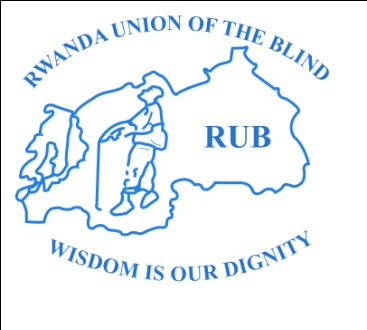 RWANDA UNION OF THE BLIND
RUB
WISDOM IS OUR DIGNITY